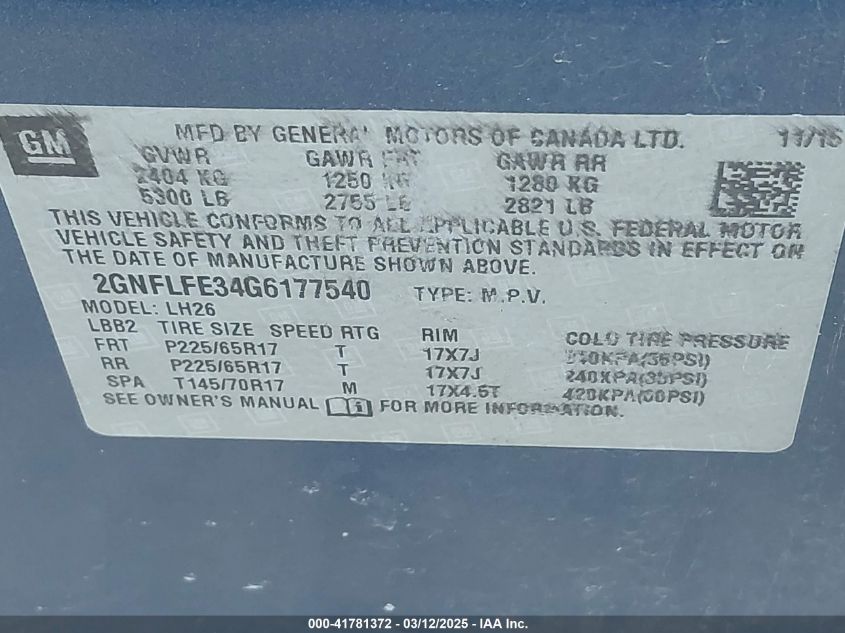 GM
MFD BY GENERAL MOTORS OF CANADA LTD. 11/15
GVWR GAWR FRT GAWR RR
2404 KG 1250 KG 1280 KG
5300 LB 2755 LB 2821 LB
THIS VEHICLE CONFORMS TO ALL APPLICABLE U.S. FEDERAL MOTOR
VEHICLE SAFETY AND THEFT PREVENTION STANDARDS IN EFFECT ON
THE DATE OF MANUFACTURE SHOWN ABOVE.
2GNFLFE34G6177540 TYPE: M.P.V.
MODEL: LH26
LBB2 TIRE SIZE SPEED RTG RIM COLD TIRE PRESSURE
FRT P225/65R17 T 17X7J 240KPA(35PSI)
RR P225/65R17 T 17X7J 240KPA(35PSI)
SPA T145/70R17 M 17X4.5T 420KPA(60PSI)
SEE OWNER'S MANUAL FOR MORE INFORMATION.
000-41781372 / 03/12/2025 - IAA Inc.